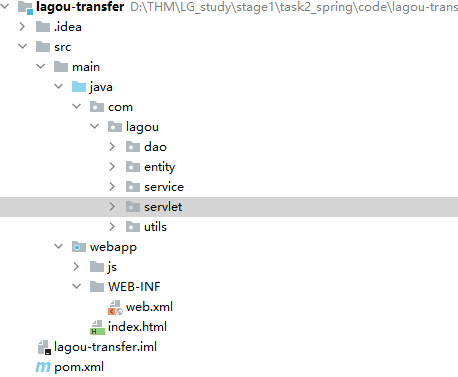 lagou-transfer D:\THM\LG_study\stage1\task2_spring\code\lagou-trans
.idea
src
main
java
com
lagou
dao
entity
service
servlet
utils
webapp
js
WEB-INF
web.xml
index.html
lagou-transfer.iml
pom.xml